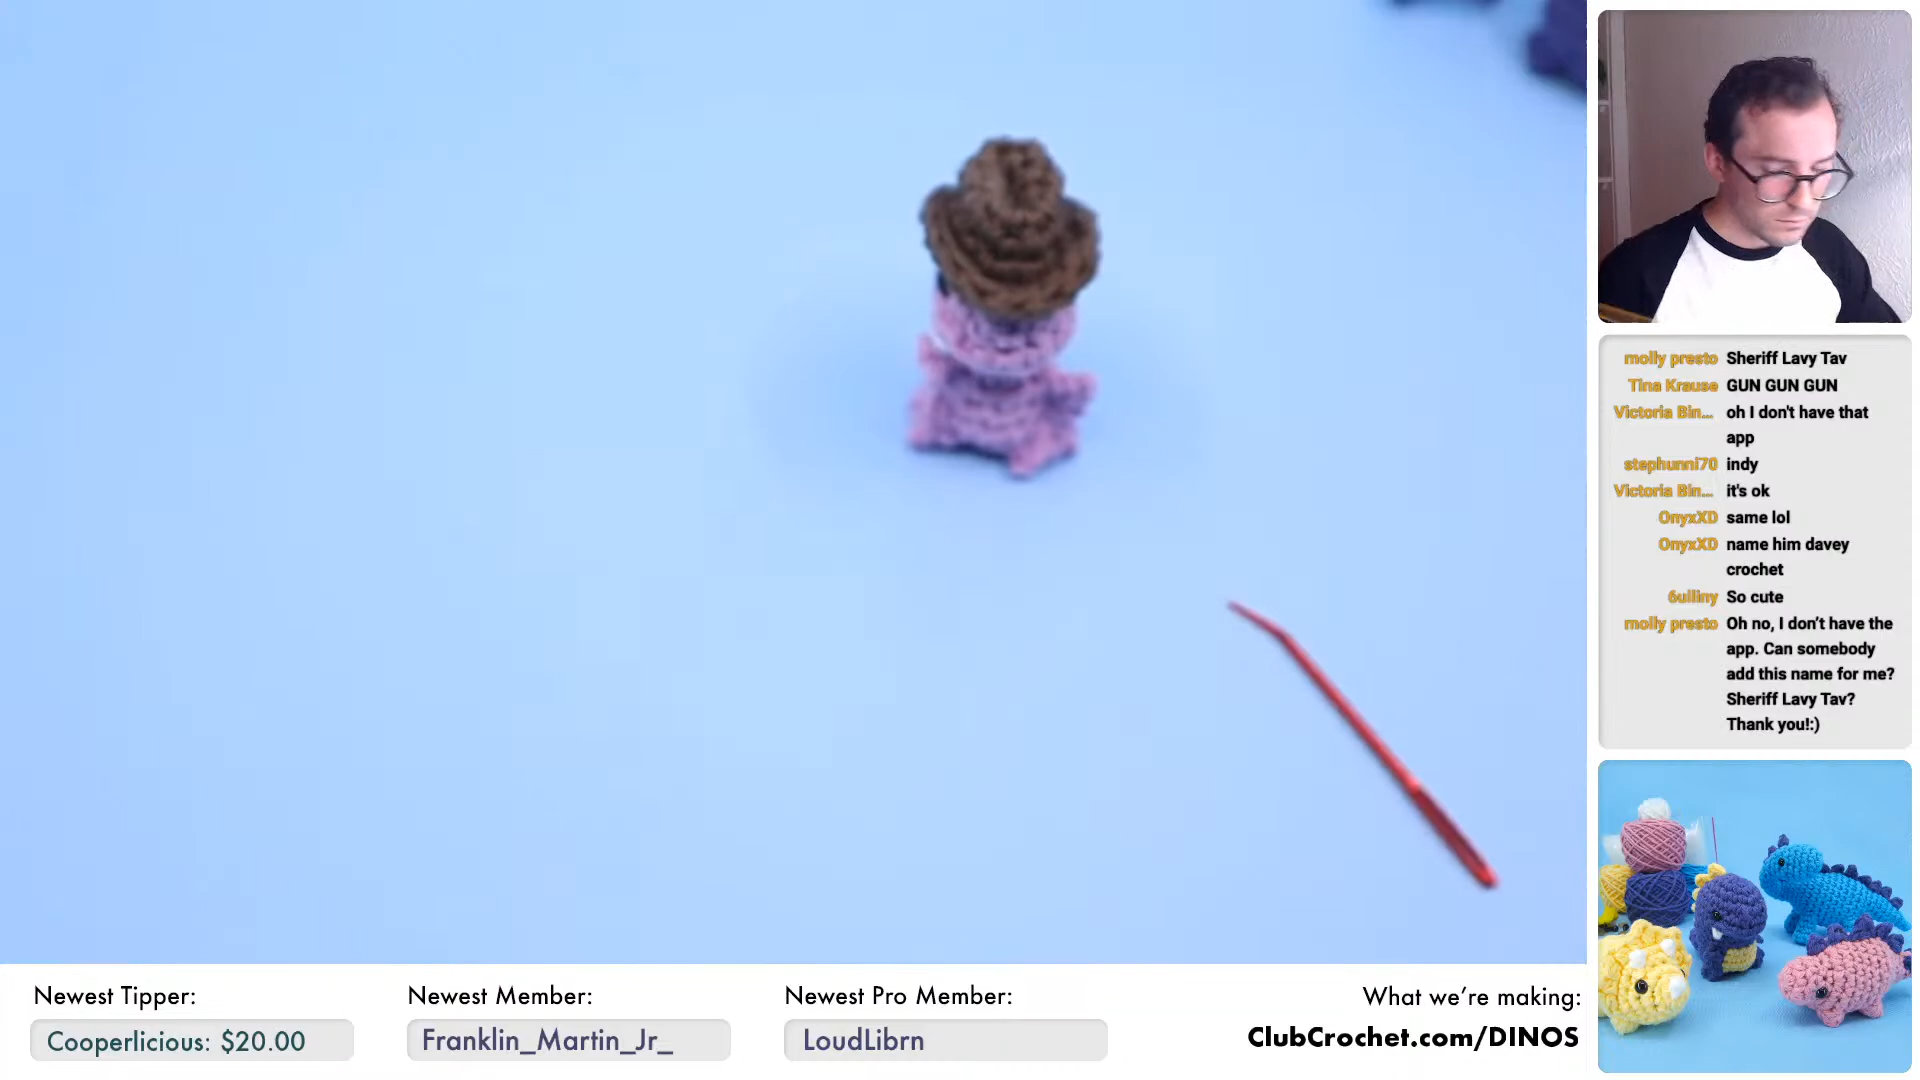 molly presto Sheriff Lavy Tav
Tina Krause GUN GUN GUN
Victoria Bin... oh I don't have that
app
stephunni70 indy
Victoria Bin... it's ok
OnyxXD same lol
OnyxXD name him davey
crochet
6ulliny So cute
molly presto Oh no, I don’t have the
app. Can somebody
add this name for me?
Sheriff Lavy Tav?
Thank you!:)
Newest Tipper:
Cooperlicious: $20.00
Newest Member:
Franklin_Martin_Jr_
Newest Pro Member:
LoudLibrn
What we’re making:
ClubCrochet.com/DINOS